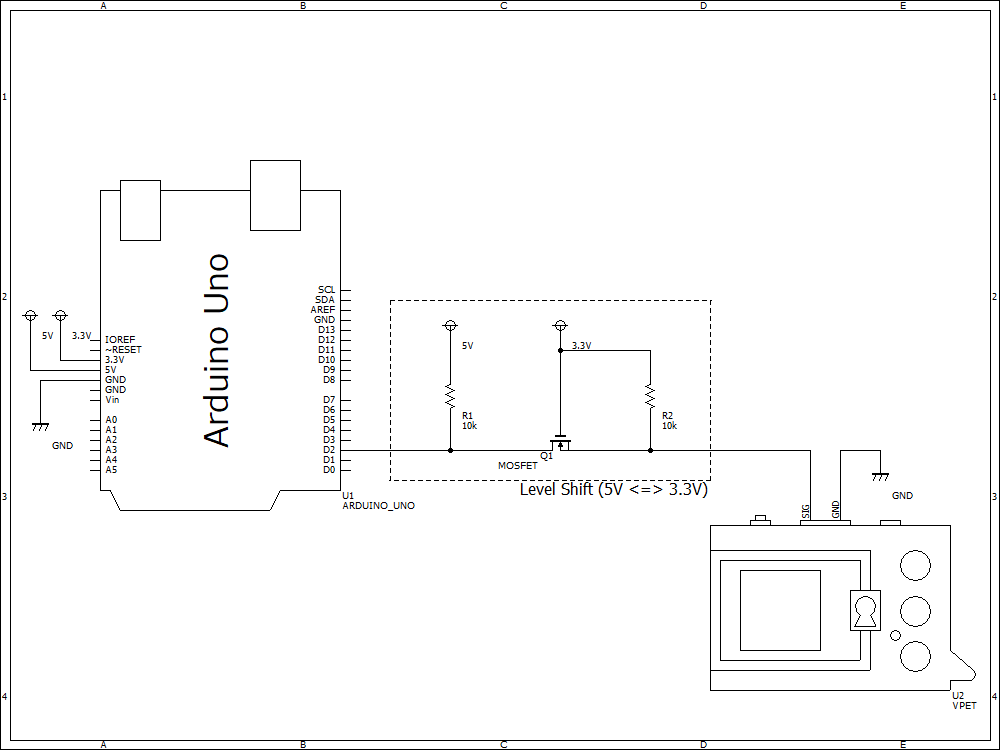 A B C D E
1 1
2 2
3 3
4 4
Arduino Uno
SCL
SDA
AREF
GND
D13
D12
D11
D10
D9
D8
D7
D6
D5
D4
D3
D2
D1
D0
5V 3.3V
IOREF
~RESET
3.3V
5V
GND
GND
Vin
A0
A1
A2
A3
A4
A5
GND
U1
ARDUINO_UNO
5V
3.3V
R1
10k
R2
10k
Q1
MOSFET
Level Shift (5V <=> 3.3V)
SIG
GND
GND
U2
VPET
A B C D E